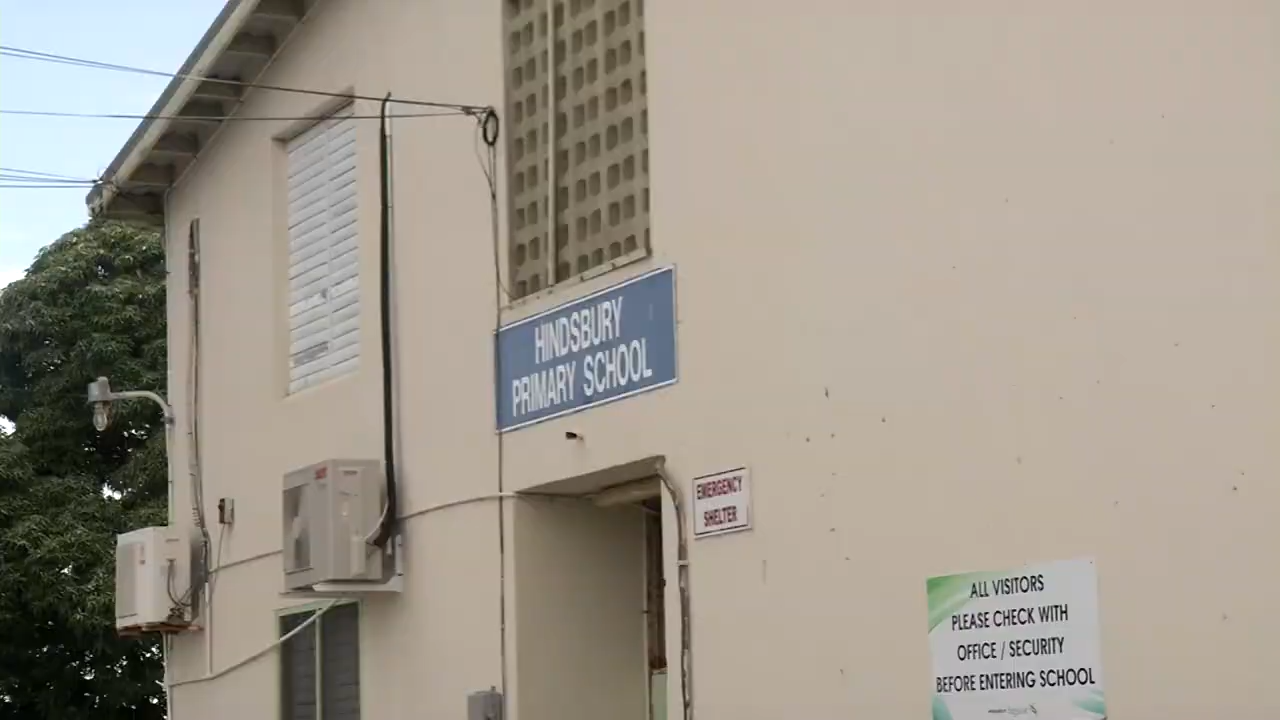 HINDSBURY
PRIMARY SCHOOL
EMERGENCY
SHELTER
ALL VISITORS
PLEASE CHECK WITH
OFFICE / SECURITY
BEFORE ENTERING SCHOOL